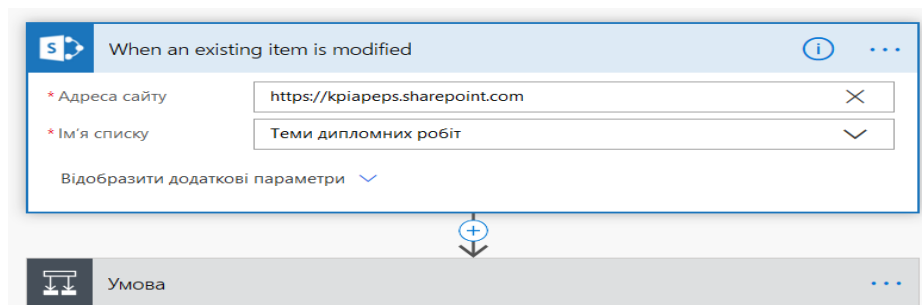 When an existing item is modified
* Адреса сайту
https://kpiapeps.sharepoint.com
* Ім'я списку
Теми дипломних робіт
Відобразити додаткові параметри
Умова